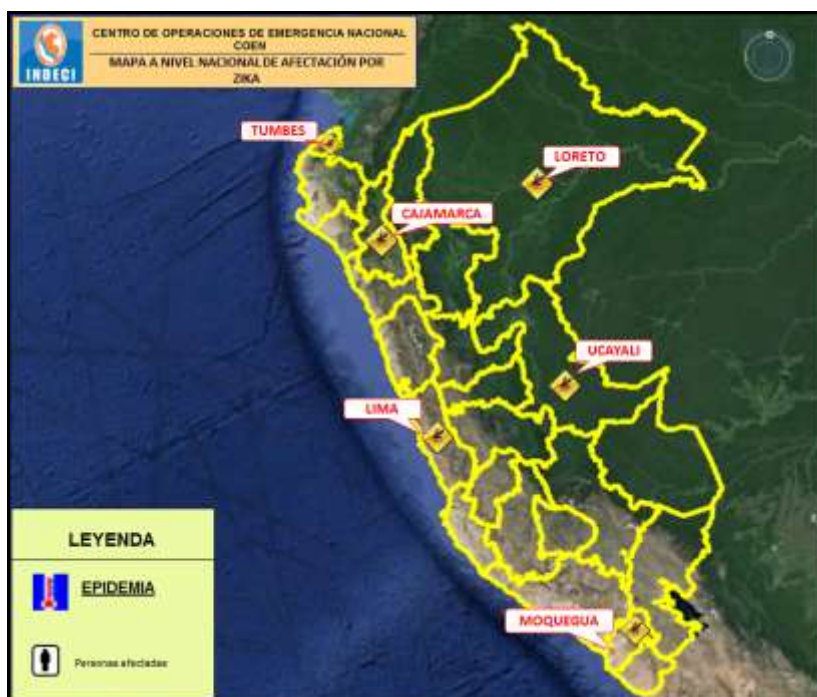 CENTRO DE OPERACIONES DE EMERGENCIA NACIONAL
COEN
MAPA A NIVEL NACIONAL DE AFECTACIÓN POR
ZIKA
INDECI
TUMBES
LORETO
CAJAMARCA
UCAYALI
LIMA
MOQUEGUA
LEYENDA
EPIDEMIA
Personas afectadas